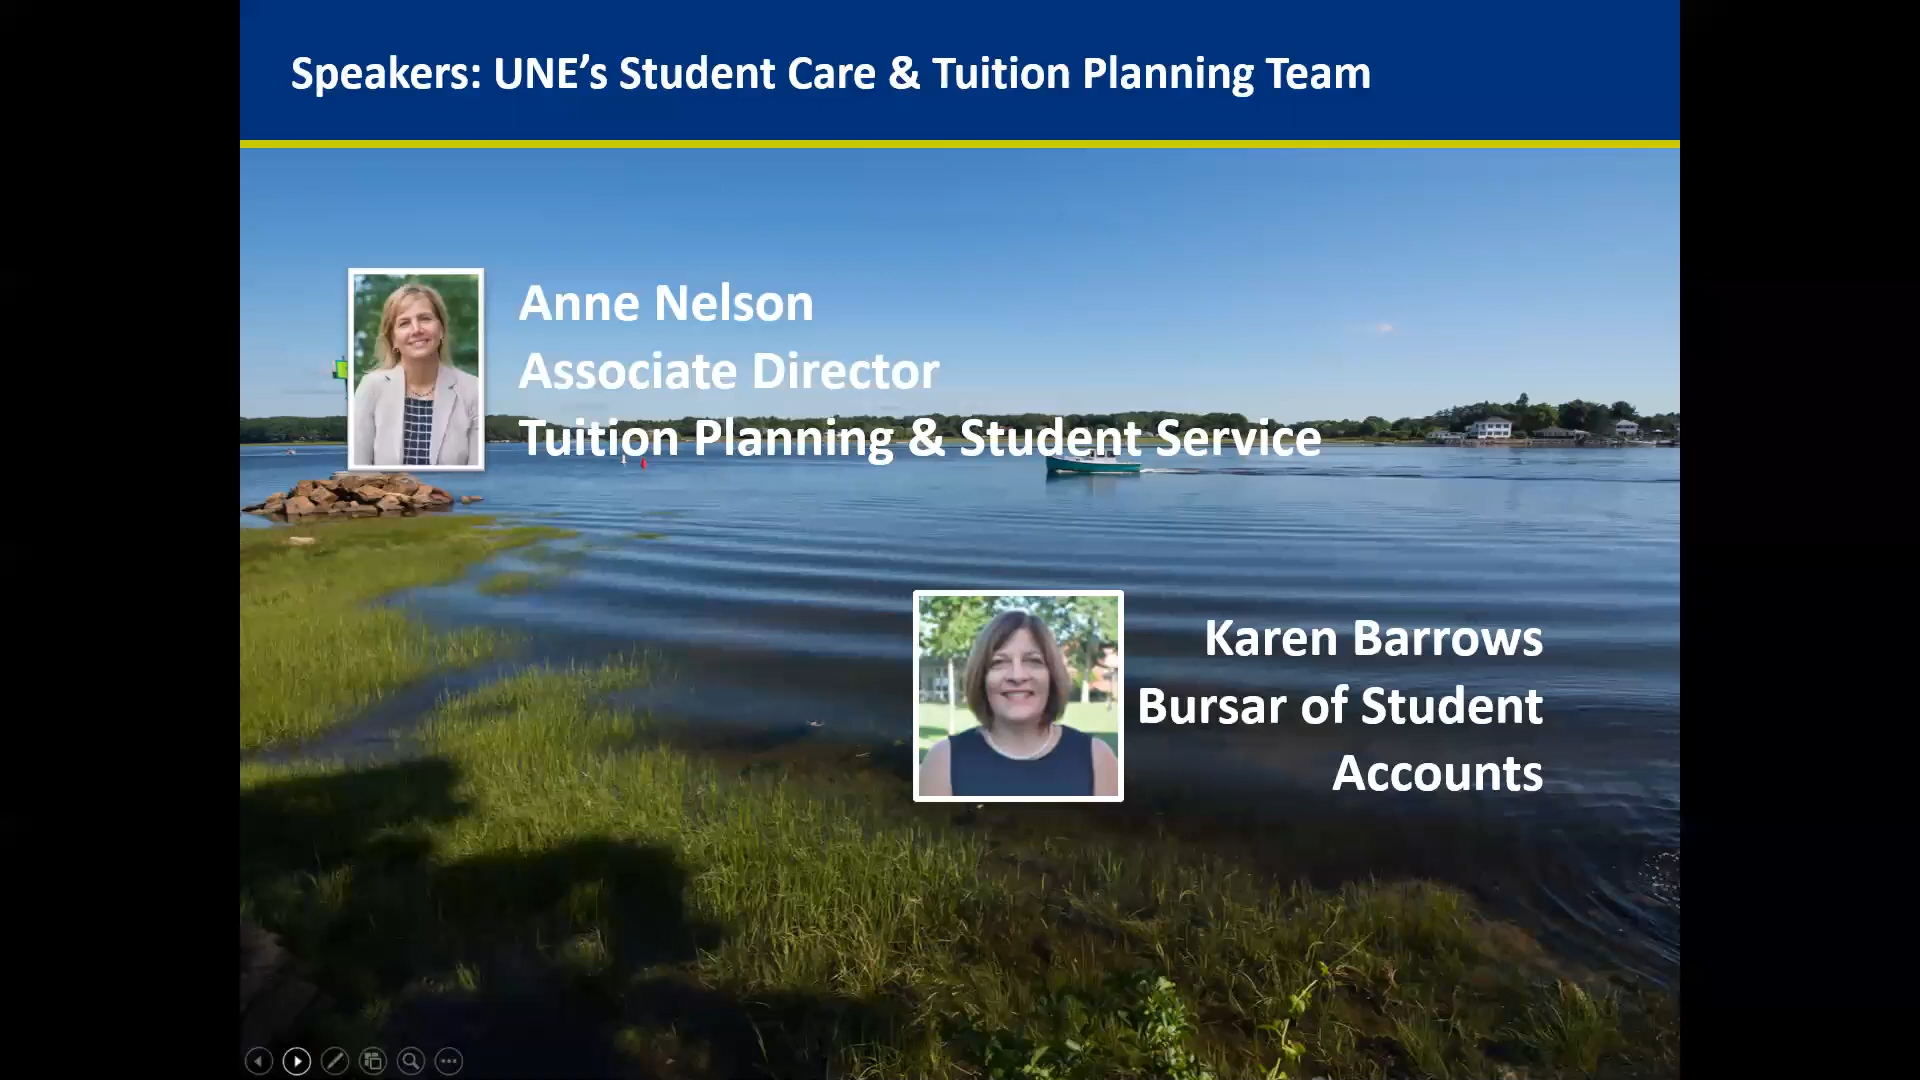 Speakers: UNE’s Student Care & Tuition Planning Team
Anne Nelson
Associate Director
Tuition Planning & Student Service
Karen Barrows
Bursar of Student
Accounts